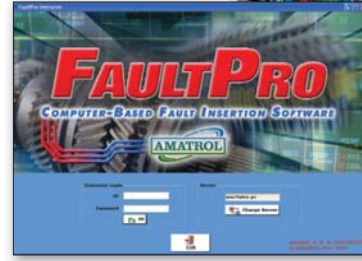 FaultPro Instructor
FAULTPRO
COMPUTER-BASED FAULT INSERTION SOFTWARE
AMATROL
Instructor Login
Server
ID
Password
OK
Change Server
Exit